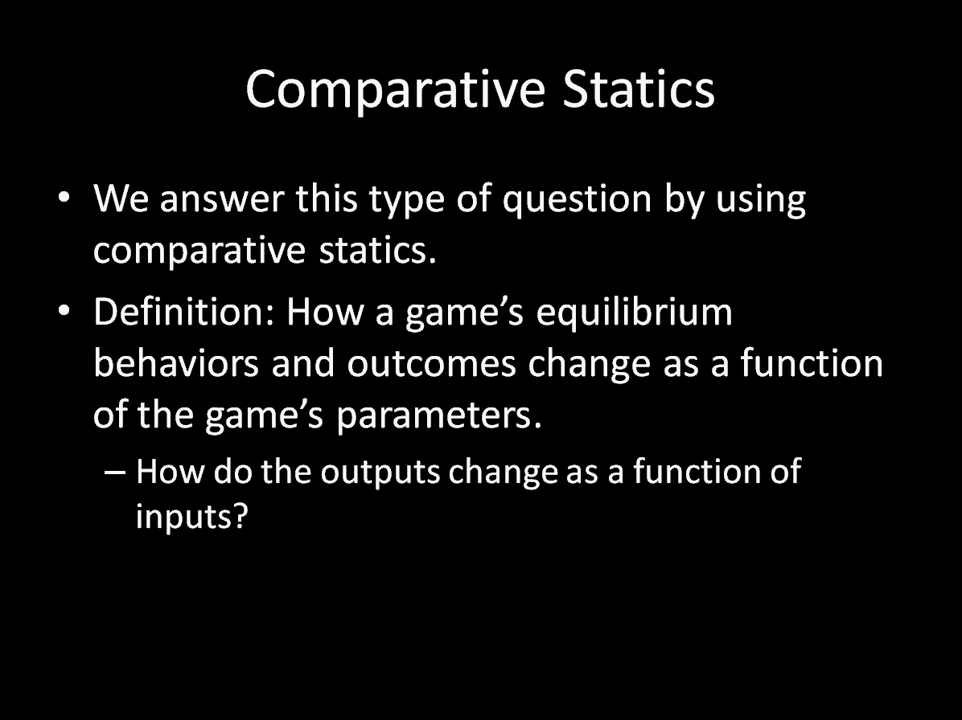 Comparative Statics
• We answer this type of question by using
comparative statics.
• Definition: How a game’s equilibrium
behaviors and outcomes change as a function
of the game’s parameters.
– How do the outputs change as a function of
inputs?